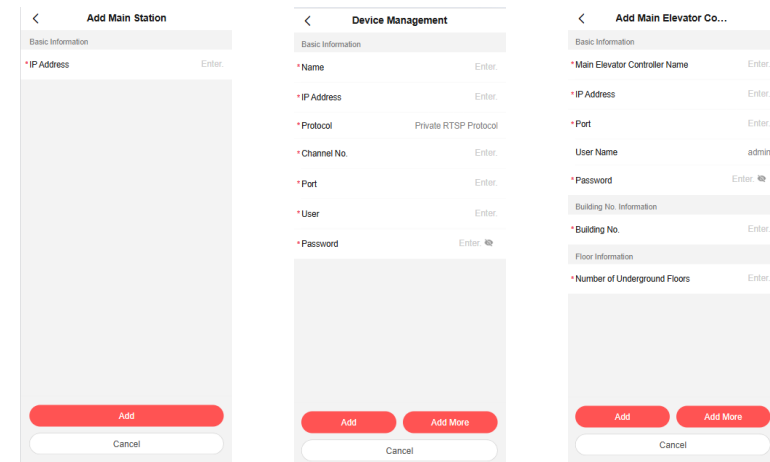 Add Main Station
Basic Information
*IP Address Enter.
Add
Cancel
Device Management
Basic Information
*Name Enter.
*IP Address Enter.
*Protocol Private RTSP Protocol
*Channel No. Enter.
*Port Enter.
*User Enter.
*Password Enter.
Add Add More
Cancel
Add Main Elevator Co...
Basic Information
*Main Elevator Controller Name Enter.
*IP Address Enter.
*Port Enter.
User Name admin
*Password Enter.
Building No. Information
*Building No. Enter.
Floor Information
*Number of Underground Floors Enter.
Add Add More
Cancel